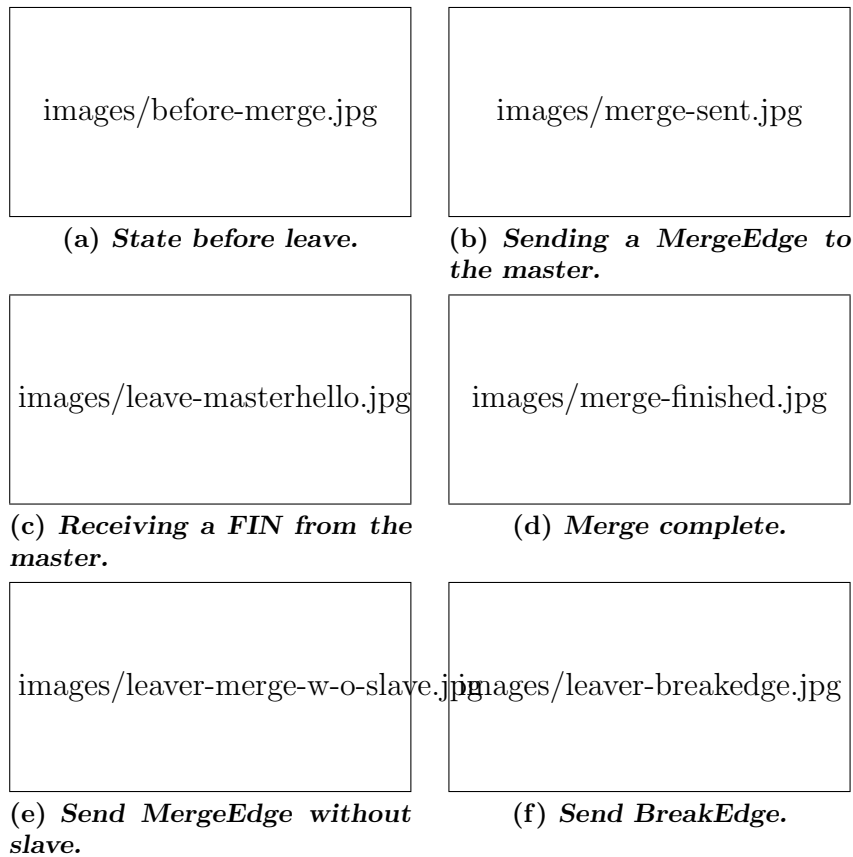 images/before-merge.jpg
images/merge-sent.jpg
(a) State before leave.
(b) Sending a MergeEdge to
the master.
images/leave-masterhello.jpg
images/merge-finished.jpg
(c) Receiving a FIN from the
master.
(d) Merge complete.
images/leaver-merge-w-o-slave.jpg
images/leaver-breakedge.jpg
(e) Send MergeEdge without
slave.
(f) Send BreakEdge.